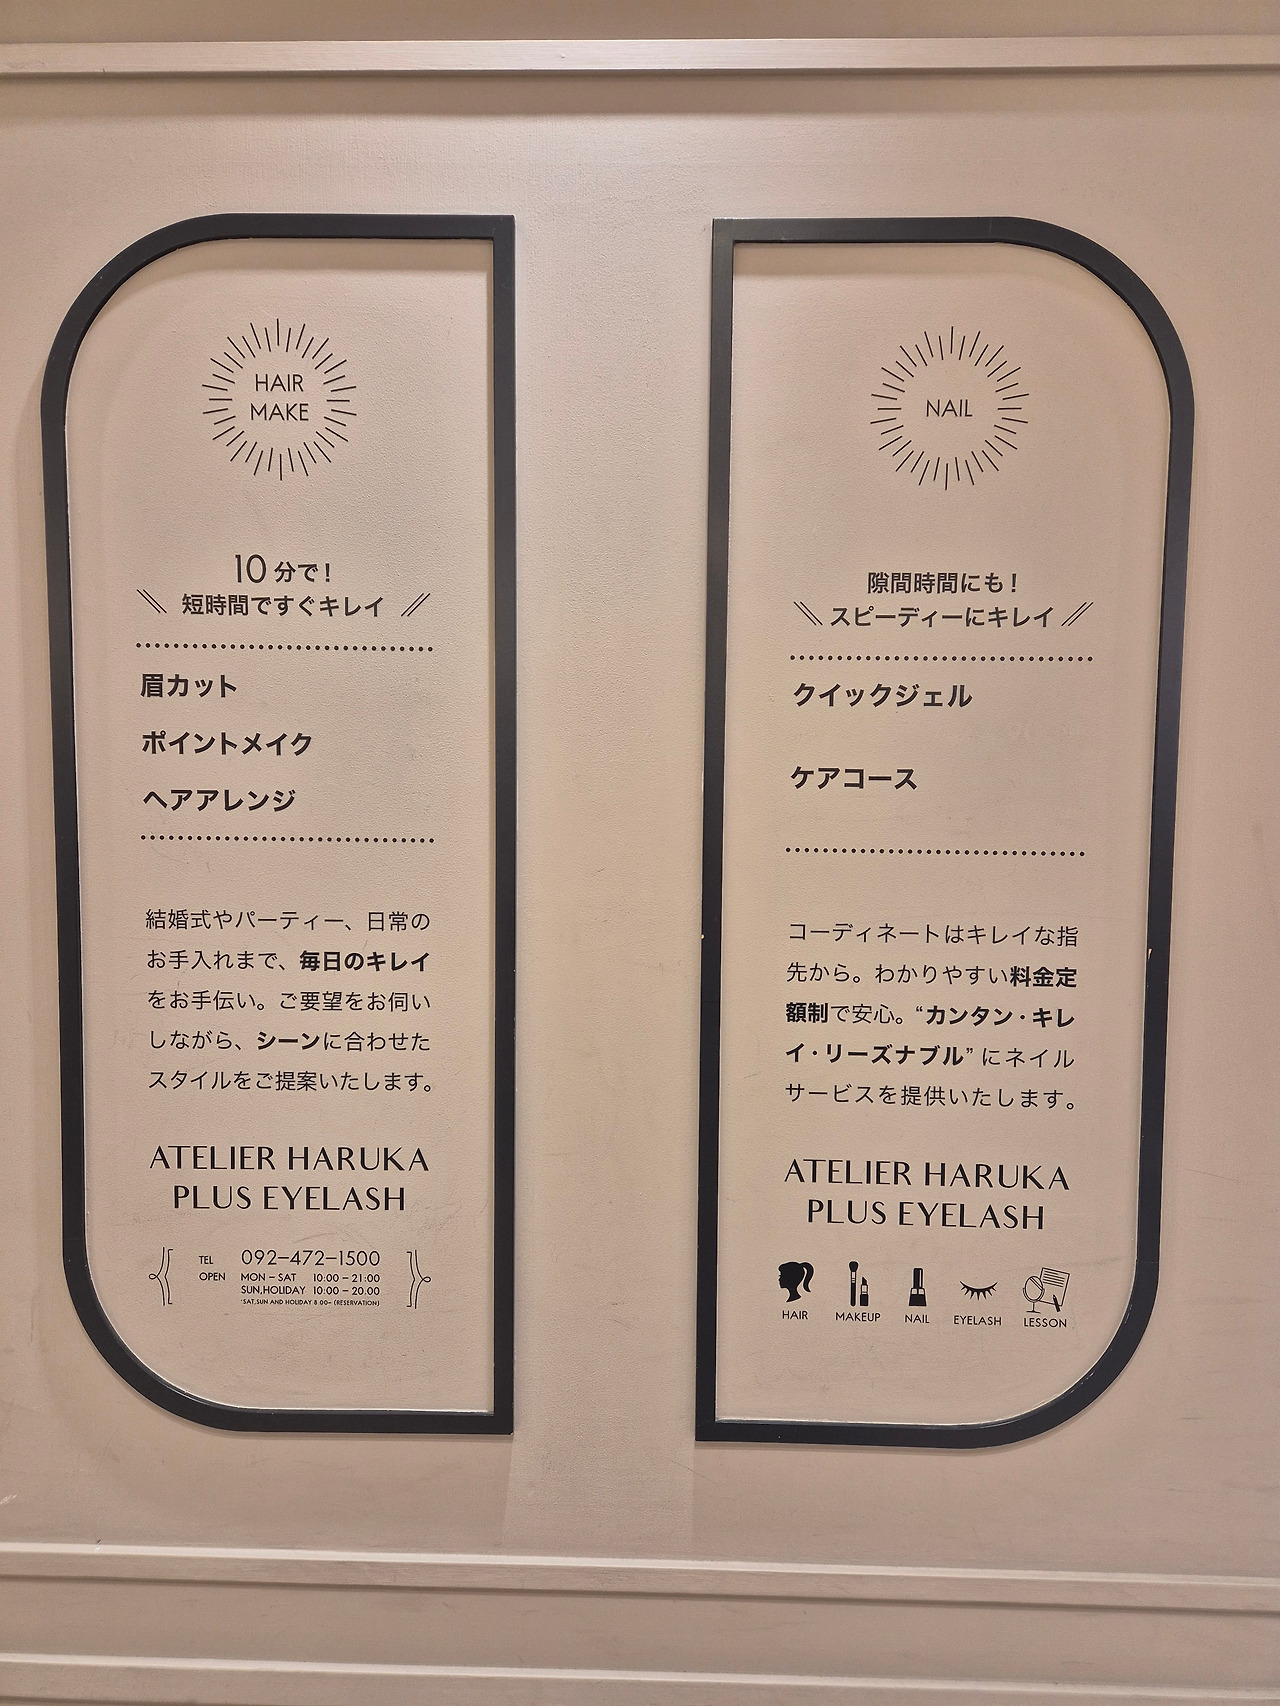 HAIR
MAKE
10分で！
短時間ですぐキレイ
眉カット
ポイントメイク
ヘアアレンジ
結婚式やパーティー、日常の
お手入れまで、毎日のキレイ
をお手伝い。ご要望をお伺い
しながら、シーンに合わせた
スタイルをご提案いたします。
ATELIER HARUKA
PLUS EYELASH
TEL 092-472-1500
OPEN MON - SAT 10:00 - 21:00
SUN,HOLIDAY 10:00 - 20:00
*SAT,SUN AND HOLIDAY 8:00~ (RESERVATION)
NAIL
隙間時間にも！
スピーディーにキレイ
クイックジェル
ケアコース
コーディネートはキレイな指
先から。わかりやすい料金定
額制で安心。“カンタン・キレ
イ・リーズナブル” にネイル
サービスを提供いたします。
ATELIER HARUKA
PLUS EYELASH
HAIR MAKEUP NAIL EYELASH LESSON